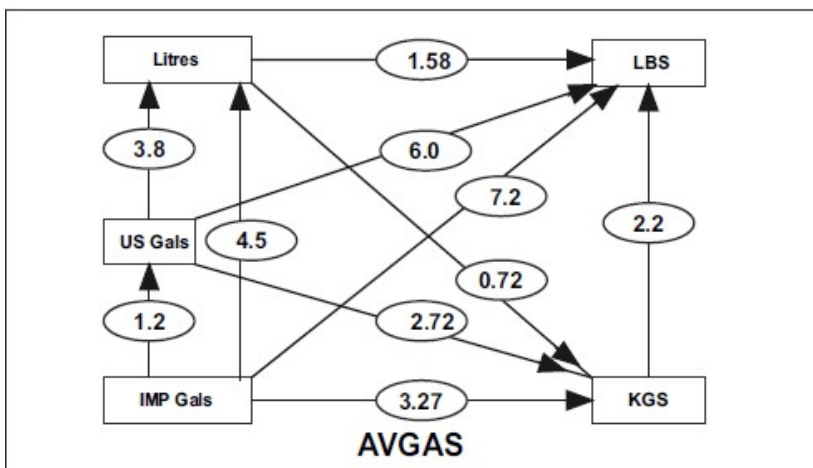 Litres
1.58
LBS
3.8
6.0
7.2
US Gals
4.5
2.2
0.72
1.2
2.72
IMP Gals
3.27
KGS
AVGAS